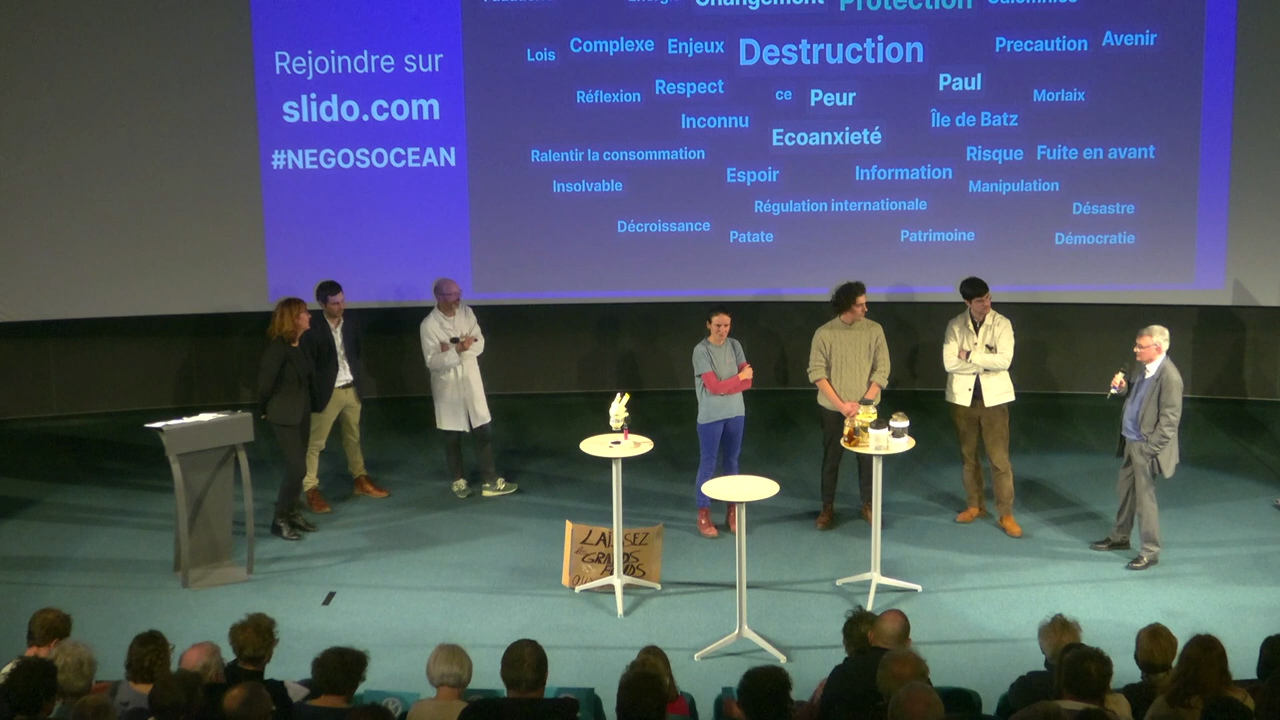 Rejoindre sur
slido.com
#NEGOSOCEAN
Changement Protection Calomnies
Lois Complexe Enjeux Destruction Precaution Avenir
Réflexion Respect ce Peur Paul Morlaix
Inconnu Ecoanxieté Île de Batz
Ralentir la consommation Risque Fuite en avant
Insolvable Espoir Information Manipulation
Régulation internationale Désastre
Décroissance Patate Patrimoine Démocratie
LAISSEZ
GRANDS
FONDS